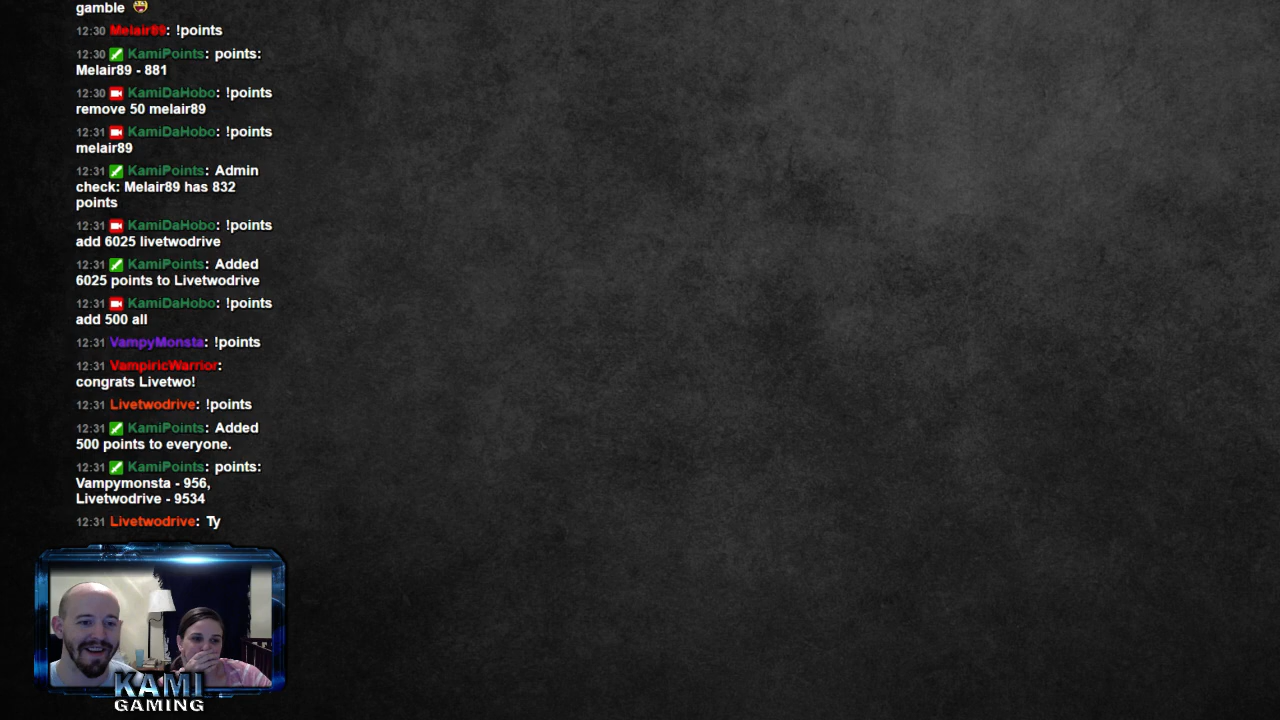 gamble
12:30 Melair89: !points
12:30 KamiPoints: points:
Melair89 - 881
12:30 KamiDaHobo: !points
remove 50 melair89
12:31 KamiDaHobo: !points
melair89
12:31 KamiPoints: Admin
check: Melair89 has 832
points
12:31 KamiDaHobo: !points
add 6025 livetwodrive
12:31 KamiPoints: Added
6025 points to Livetwodrive
12:31 KamiDaHobo: !points
add 500 all
12:31 VampyMonsta: !points
12:31 VampiricWarrior:
congrats Livetwo!
12:31 Livetwodrive: !points
12:31 KamiPoints: Added
500 points to everyone.
12:31 KamiPoints: points:
Vampymonsta - 956,
Livetwodrive - 9534
12:31 Livetwodrive: Ty
KAMI
GAMING